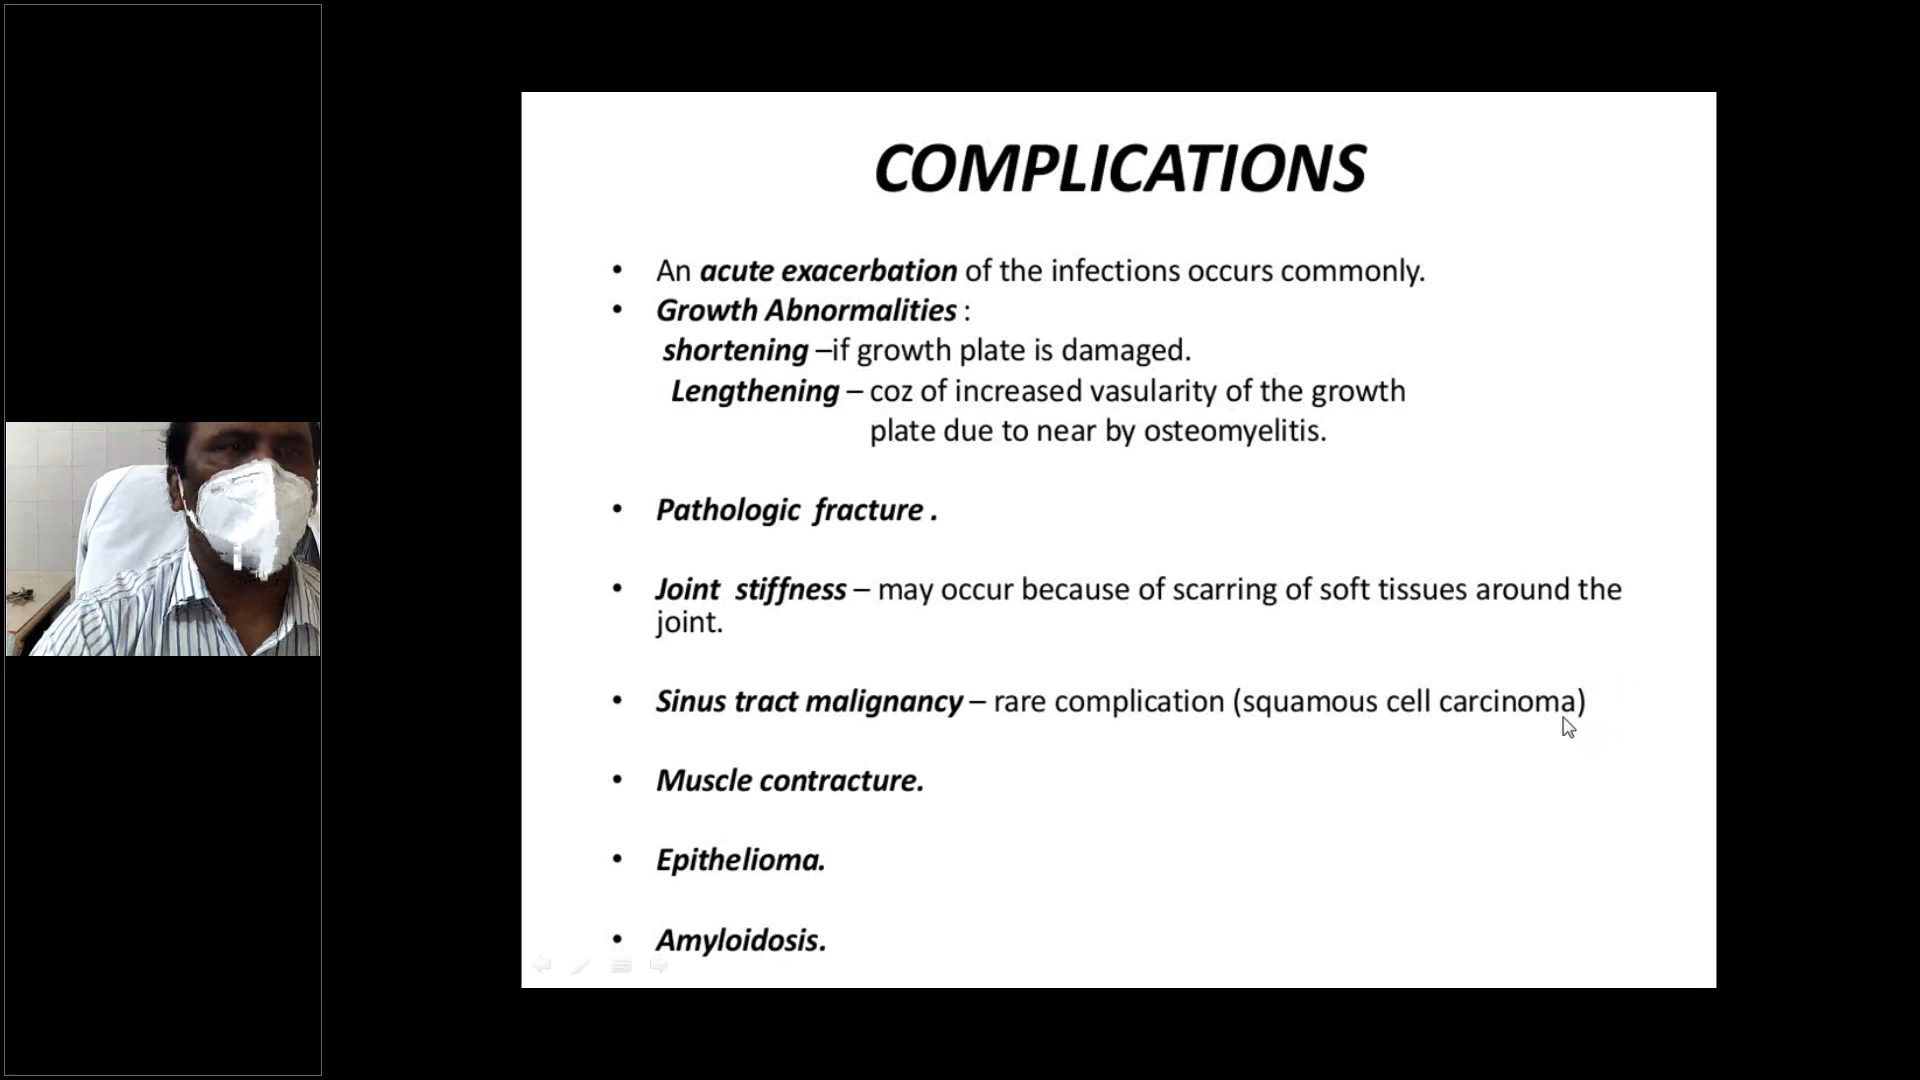 COMPLICATIONS
• An acute exacerbation of the infections occurs commonly.
• Growth Abnormalities :
shortening –if growth plate is damaged.
Lengthening – coz of increased vasularity of the growth
plate due to near by osteomyelitis.
• Pathologic fracture .
• Joint stiffness – may occur because of scarring of soft tissues around the
joint.
• Sinus tract malignancy – rare complication (squamous cell carcinoma)
• Muscle contracture.
• Epithelioma.
• Amyloidosis.